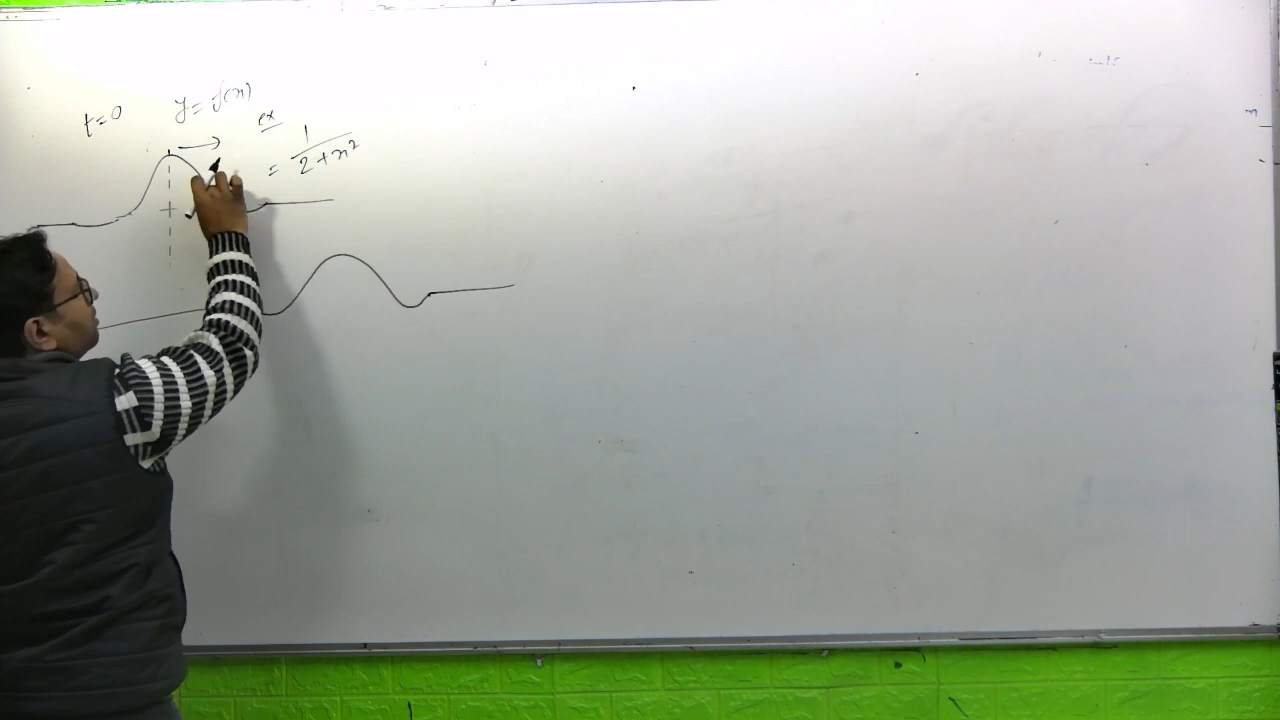 t=0
y = f(x)
ex
= 1/(2+x²)